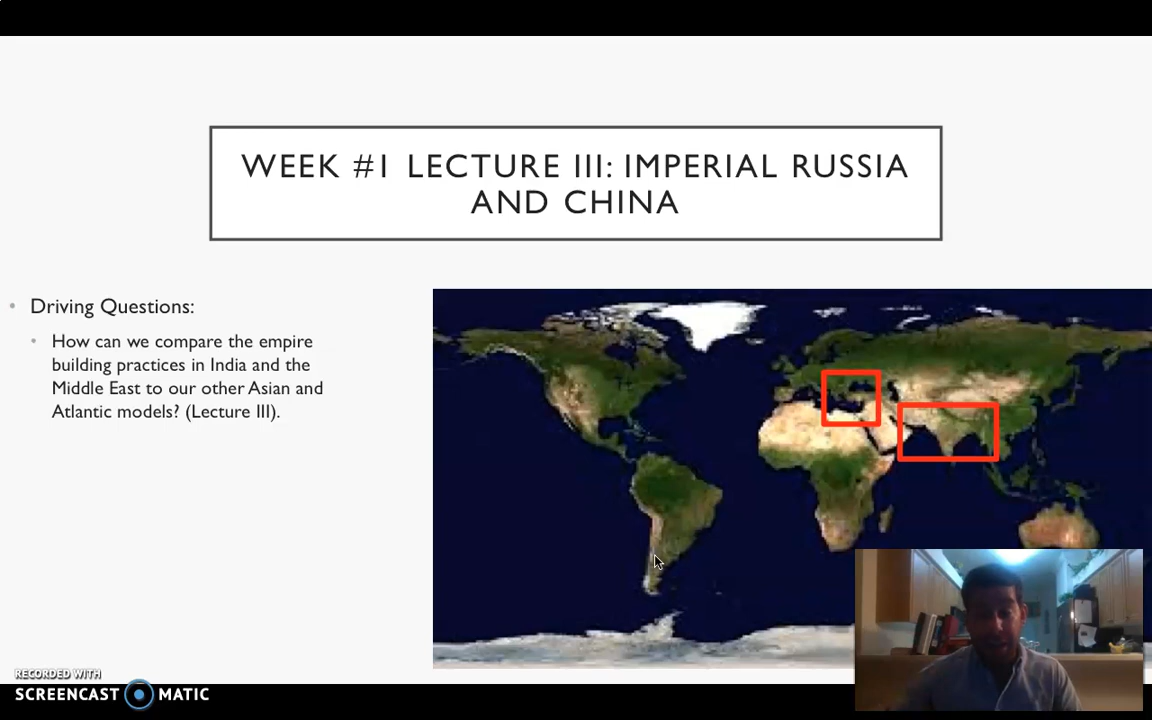 WEEK #1 LECTURE III: IMPERIAL RUSSIA
AND CHINA
• Driving Questions:
• How can we compare the empire
building practices in India and the
Middle East to our other Asian and
Atlantic models? (Lecture III).
RECORDED WITH
SCREENCAST MATIC